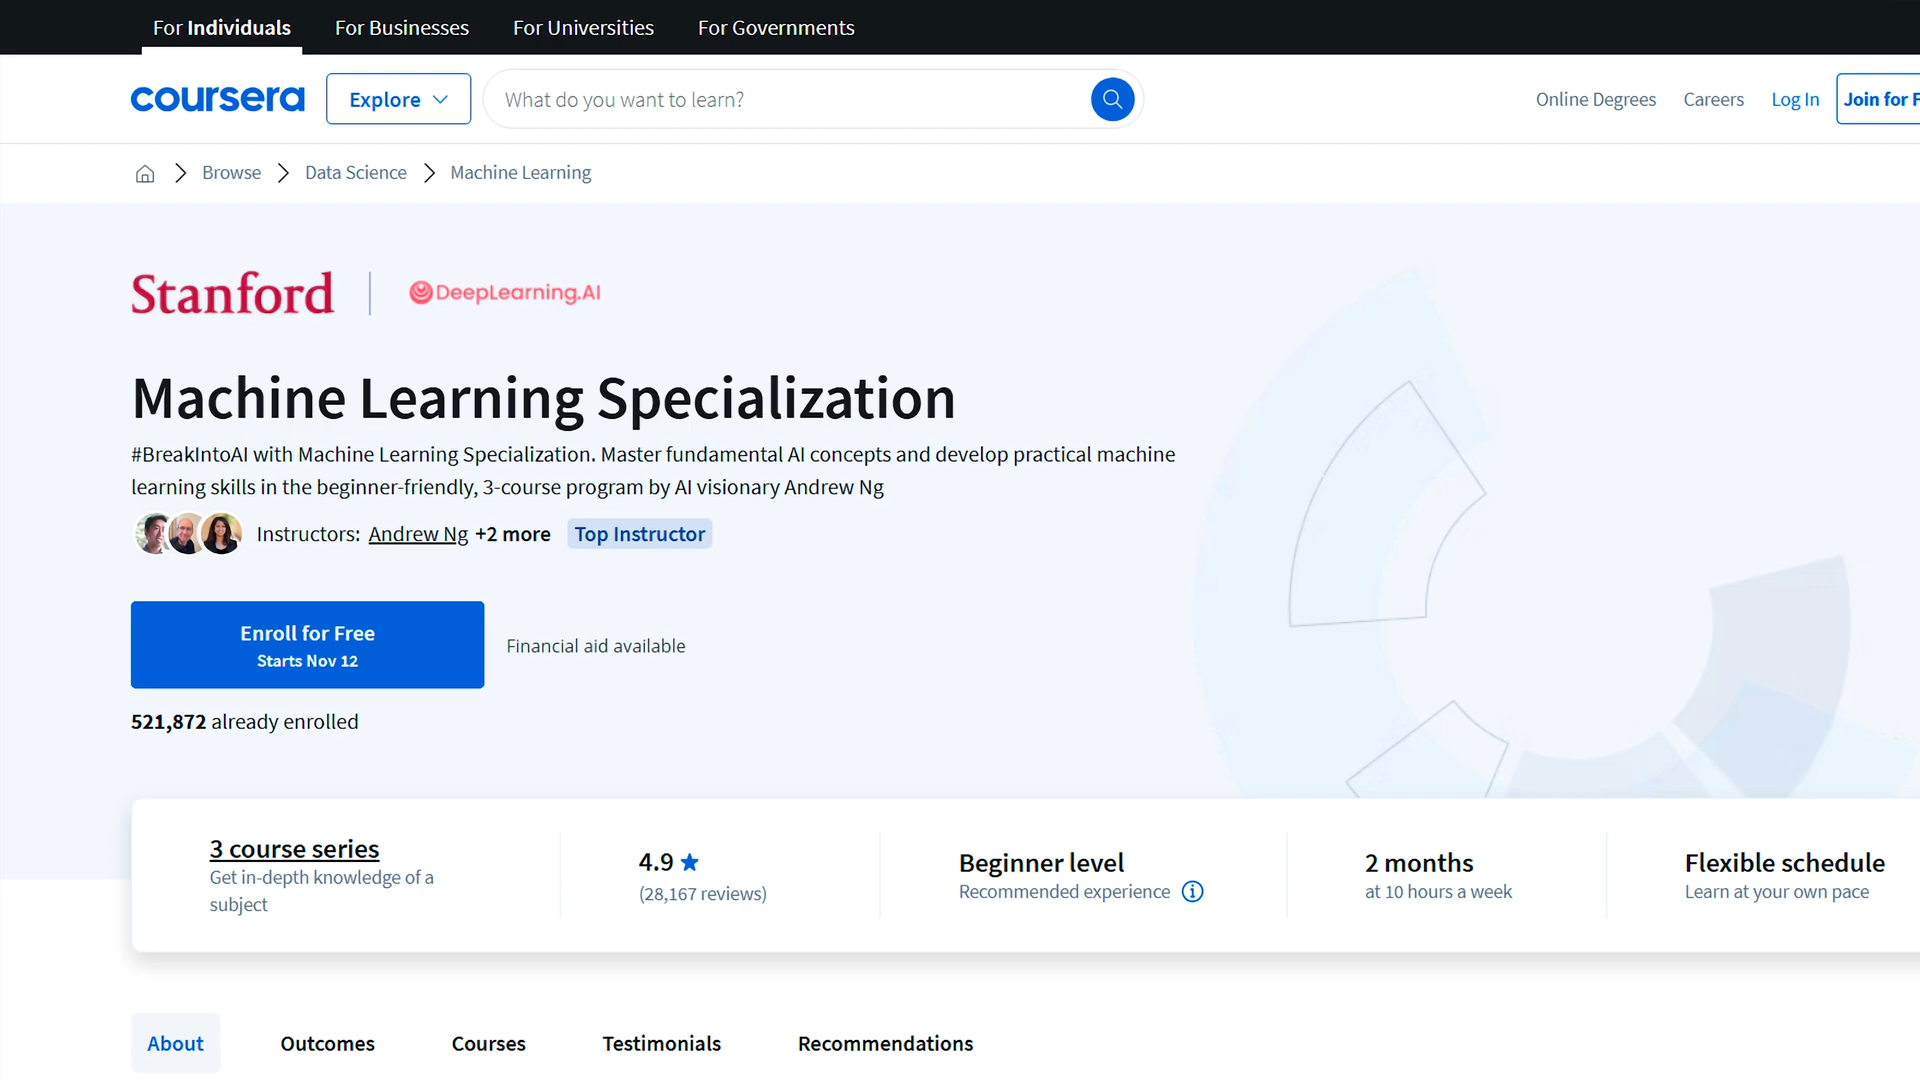 For Individuals
For Businesses
For Universities
For Governments
coursera
Explore
What do you want to learn?
Online Degrees
Careers
Log In
Join for F
Browse
Data Science
Machine Learning
Stanford
DeepLearning.AI
Machine Learning Specialization
#BreakIntoAI with Machine Learning Specialization. Master fundamental AI concepts and develop practical machine
learning skills in the beginner-friendly, 3-course program by AI visionary Andrew Ng
Instructors: Andrew Ng +2 more
Top Instructor
Enroll for Free
Starts Nov 12
Financial aid available
521,872 already enrolled
3 course series
Get in-depth knowledge of a
subject
4.9
(28,167 reviews)
Beginner level
Recommended experience
2 months
at 10 hours a week
Flexible schedule
Learn at your own pace
About
Outcomes
Courses
Testimonials
Recommendations